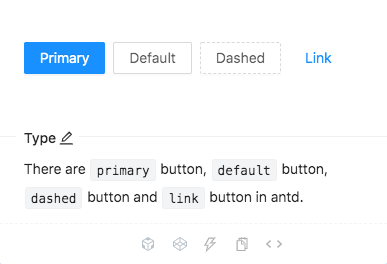 Primary Default Dashed Link
Type
There are primary button, default button,
dashed button and link button in antd.